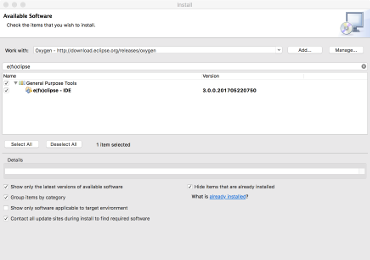 Install
Available Software
Check the items that you wish to install.
Work with: Oxygen - http://download.eclipse.org/releases/oxygen Add... Manage...
e(fx)clipse
Name Version
General Purpose Tools
e(fx)clipse - IDE 3.0.0.201705220750
Select All Deselect All 1 item selected
Details
Show only the latest versions of available software Hide items that are already installed
Group items by category What is already installed?
Show only software applicable to target environment
Contact all update sites during install to find required software